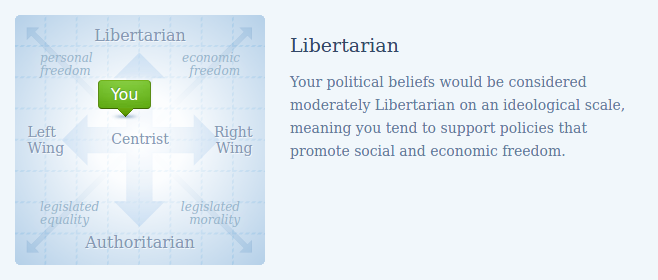 Libertarian
personal
freedom
economic
freedom
You
Left
Wing
Centrist
Right
Wing
legislated
equality
legislated
morality
Authoritarian
Libertarian
Your political beliefs would be considered
moderately Libertarian on an ideological scale,
meaning you tend to support policies that
promote social and economic freedom.